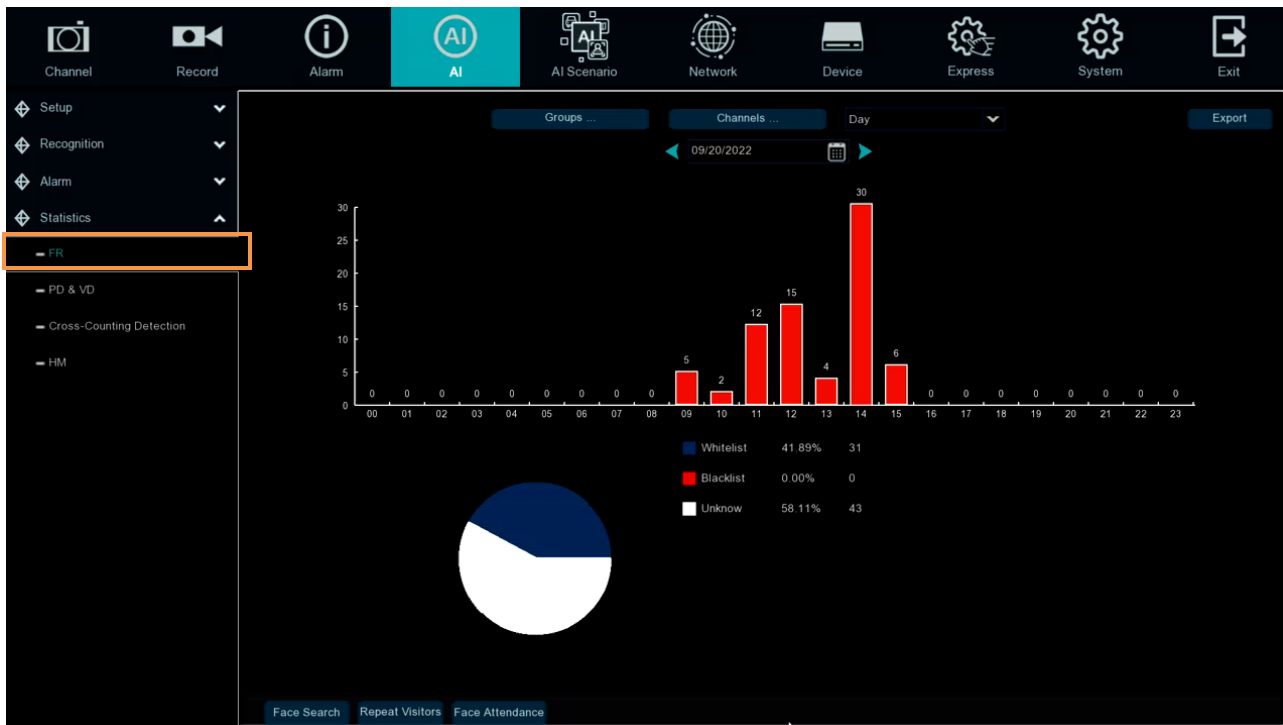 Channel Record Alarm AI AI Scenario Network Device Express System Exit
AI
AI
Setup
Recognition
Alarm
Statistics
FR
PD & VD
Cross-Counting Detection
HM
Groups ... Channels ... Day Export
09/20/2022
30
25
20
15
10
5
0
0 0 0 0 0 0 0 0 0 5 2 12 15 4 30 6 0 0 0 0 0 0 0 0
00 01 02 03 04 05 06 07 08 09 10 11 12 13 14 15 16 17 18 19 20 21 22 23
Whitelist 41.89% 31
Blacklist 0.00% 0
Unknow 58.11% 43
Face Search Repeat Visitors Face Attendance